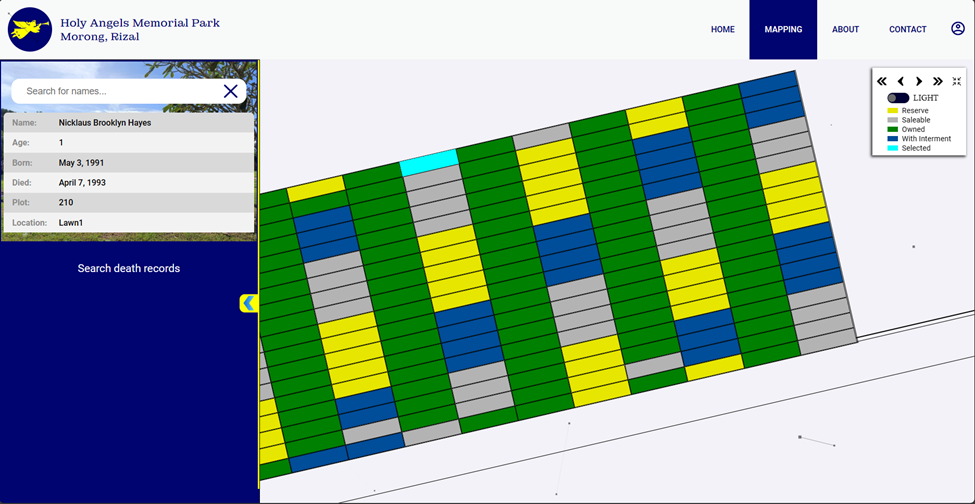 Holy Angels Memorial Park
Morong, Rizal
HOME MAPPING ABOUT CONTACT
Search for names...
Name: Nicklaus Brooklyn Hayes
Age: 1
Born: May 3, 1991
Died: April 7, 1993
Plot: 210
Location: Lawn1
Search death records
LIGHT
Reserve
Saleable
Owned
With Interment
Selected